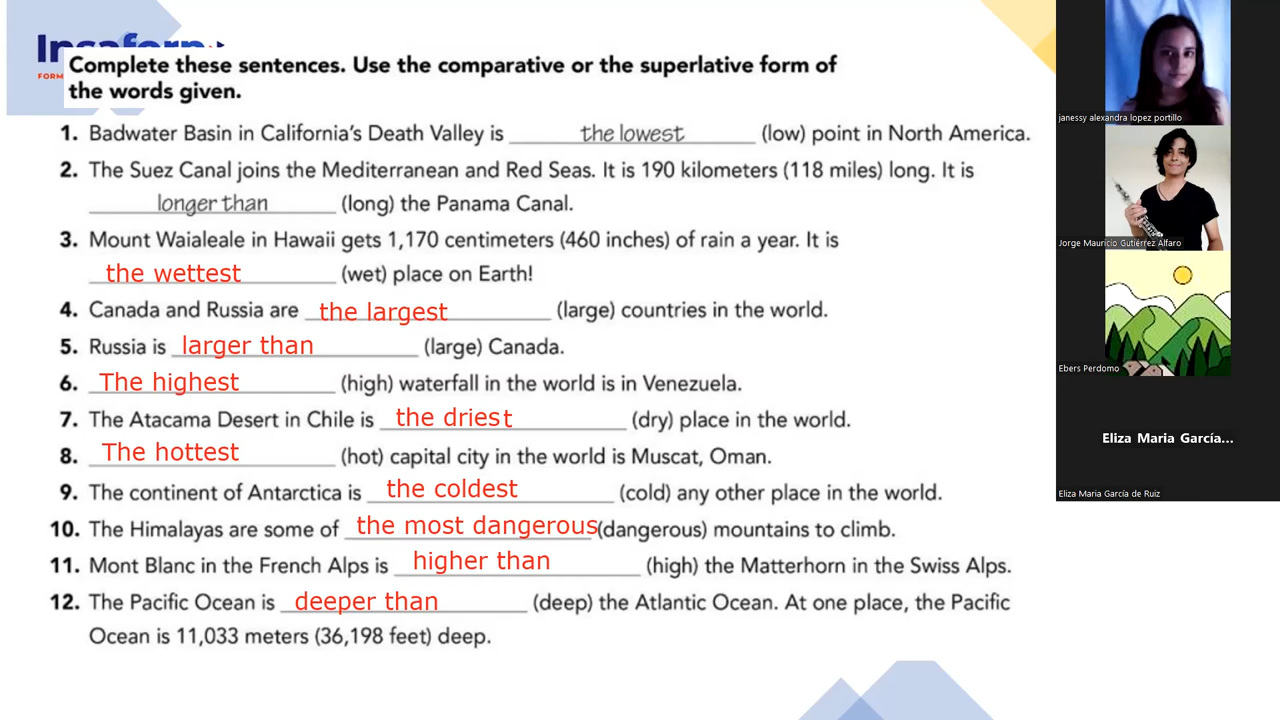 Insaforp
FORM
Complete these sentences. Use the comparative or the superlative form of
the words given.
1. Badwater Basin in California's Death Valley is the lowest (low) point in North America.
2. The Suez Canal joins the Mediterranean and Red Seas. It is 190 kilometers (118 miles) long. It is
longer than (long) the Panama Canal.
3. Mount Waialeale in Hawaii gets 1,170 centimeters (460 inches) of rain a year. It is
the wettest (wet) place on Earth!
4. Canada and Russia are the largest (large) countries in the world.
5. Russia is larger than (large) Canada.
6. The highest (high) waterfall in the world is in Venezuela.
7. The Atacama Desert in Chile is the driest (dry) place in the world.
8. The hottest (hot) capital city in the world is Muscat, Oman.
9. The continent of Antarctica is the coldest (cold) any other place in the world.
10. The Himalayas are some of the most dangerous (dangerous) mountains to climb.
11. Mont Blanc in the French Alps is higher than (high) the Matterhorn in the Swiss Alps.
12. The Pacific Ocean is deeper than (deep) the Atlantic Ocean. At one place, the Pacific
Ocean is 11,033 meters (36,198 feet) deep.
janessy alexandra lopez portillo
Jorge Mauricio Gutiérrez Alfaro
Ebers Perdomo
Eliza Maria García...
Eliza Maria García de Ruiz